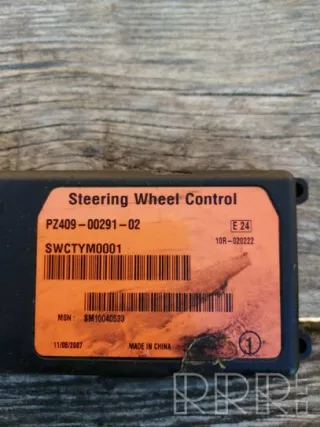 Steering Wheel Control
PZ409-00291-02
E 24
SWCTYM0001
10R-020222
MSN : SM10040533
11/06/2007
MADE IN CHINA
1
RRR